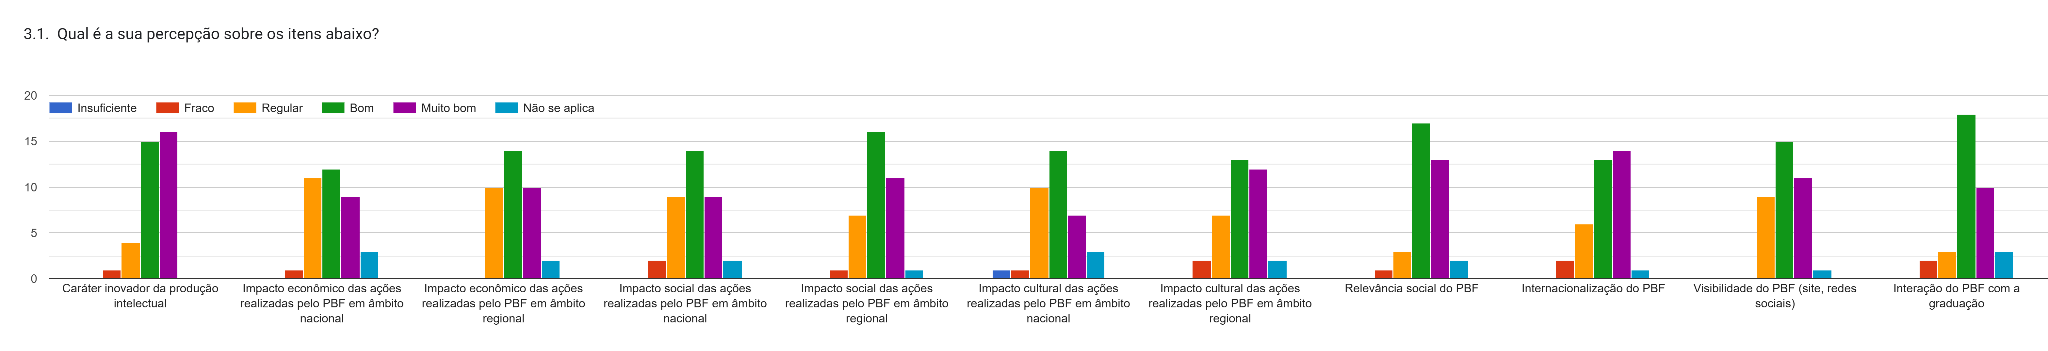 3.1. Qual é a sua percepção sobre os itens abaixo?
20
Insuficiente Fraco Regular Bom Muito bom Não se aplica
15
10
5
0
Caráter inovador da produção
intelectual
Impacto econômico das ações
realizadas pelo PBF em âmbito
nacional
Impacto econômico das ações
realizadas pelo PBF em âmbito
regional
Impacto social das ações
realizadas pelo PBF em âmbito
nacional
Impacto social das ações
realizadas pelo PBF em âmbito
regional
Impacto cultural das ações
realizadas pelo PBF em âmbito
nacional
Impacto cultural das ações
realizadas pelo PBF em âmbito
regional
Relevância social do PBF
Internacionalização do PBF
Visibilidade do PBF (site, redes
sociais)
Interação do PBF com a
graduação